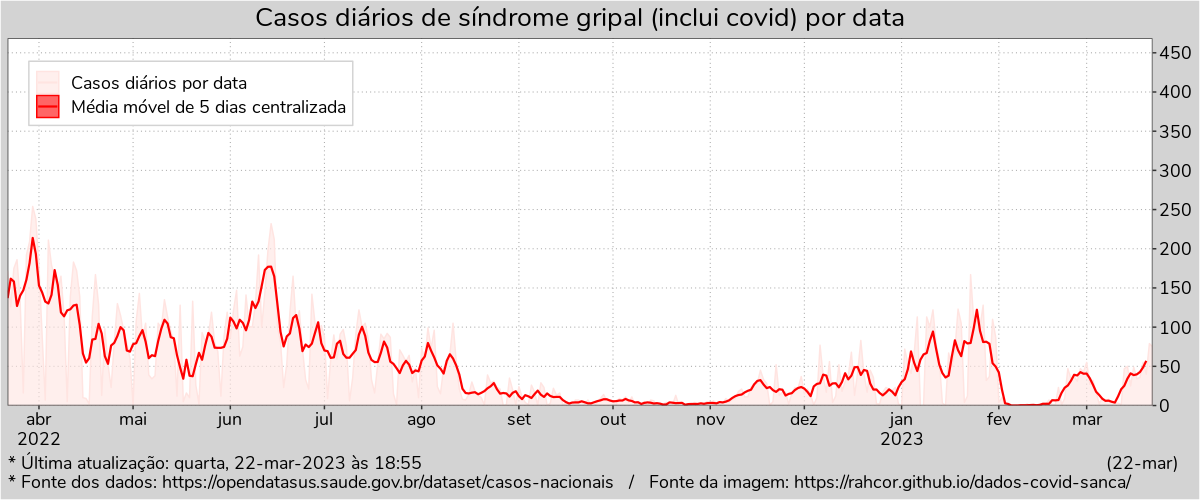 Casos diários de síndrome gripal (inclui covid) por data
Casos diários por data
Média móvel de 5 dias centralizada
450
400
350
300
250
200
150
100
50
0
abr mai jun jul ago set out nov dez jan fev mar
2022 2023
* Última atualização: quarta, 22-mar-2023 às 18:55 (22-mar)
* Fonte dos dados: https://opendatasus.saude.gov.br/dataset/casos-nacionais / Fonte da imagem: https://rahcor.github.io/dados-covid-sanca/